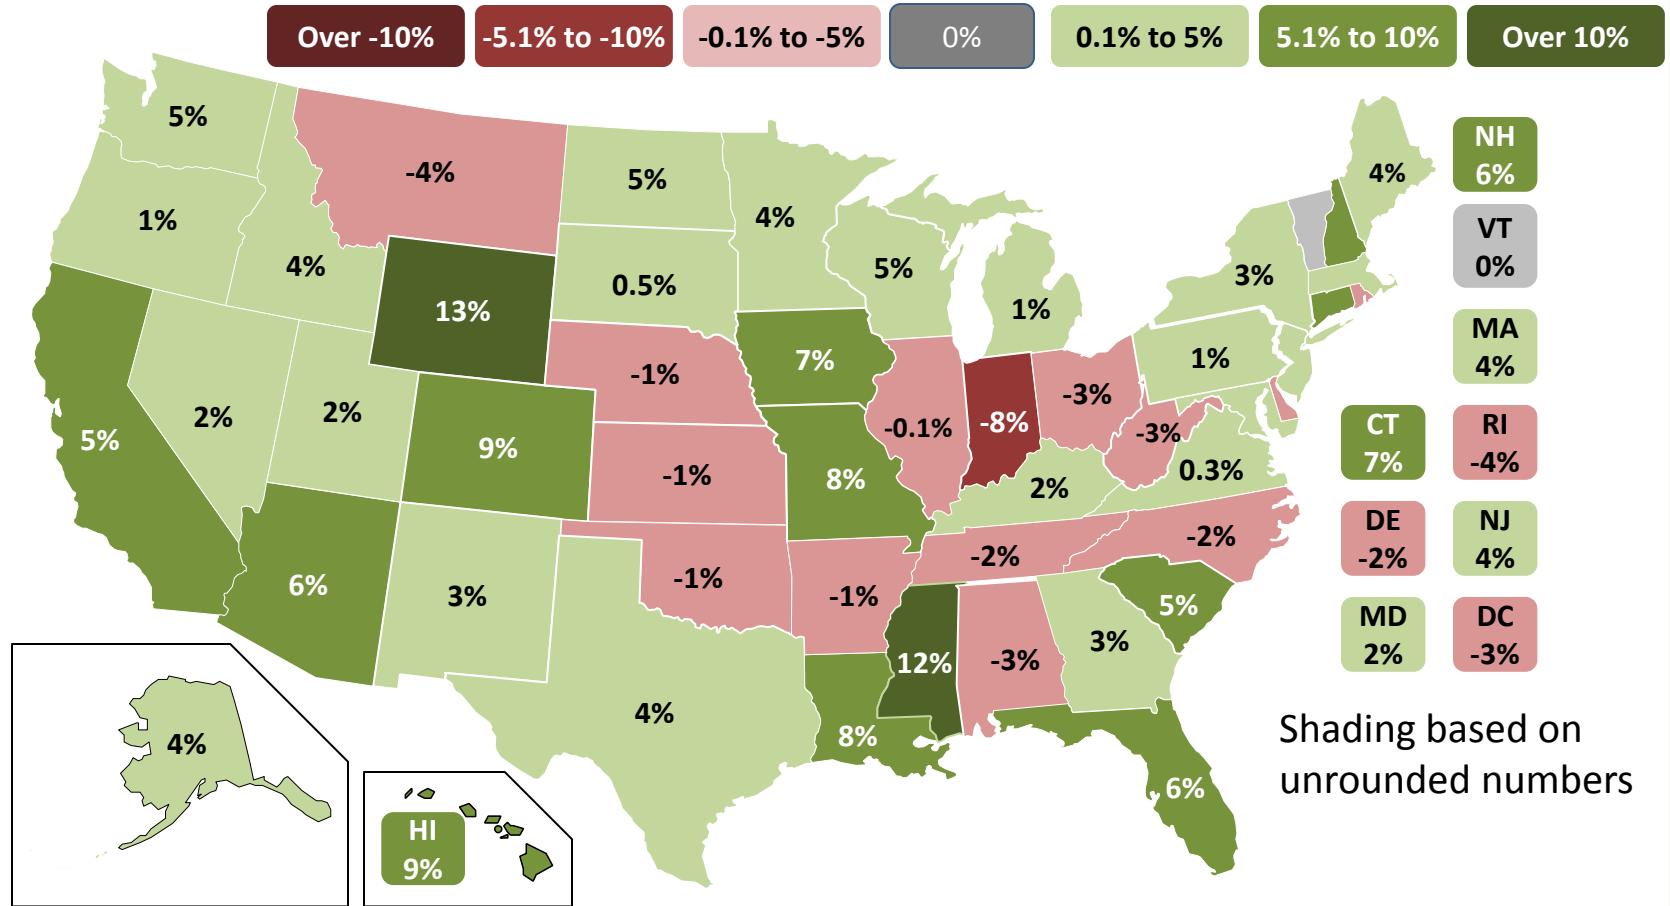 Over -10%
-5.1% to -10%
-0.1% to -5%
0%
0.1% to 5%
5.1% to 10%
Over 10%
5%
-4%
5%
4%
4%
NH
6%
1%
4%
13%
0.5%
5%
1%
3%
VT
0%
MA
4%
5%
2%
2%
9%
-1%
7%
-0.1%
-8%
-3%
1%
-3%
0.3%
CT
7%
RI
-4%
-1%
8%
2%
6%
3%
-1%
-1%
-2%
-2%
DE
-2%
NJ
4%
5%
4%
8%
12%
-3%
3%
6%
MD
2%
DC
-3%
4%
HI
9%
Shading based on
unrounded numbers